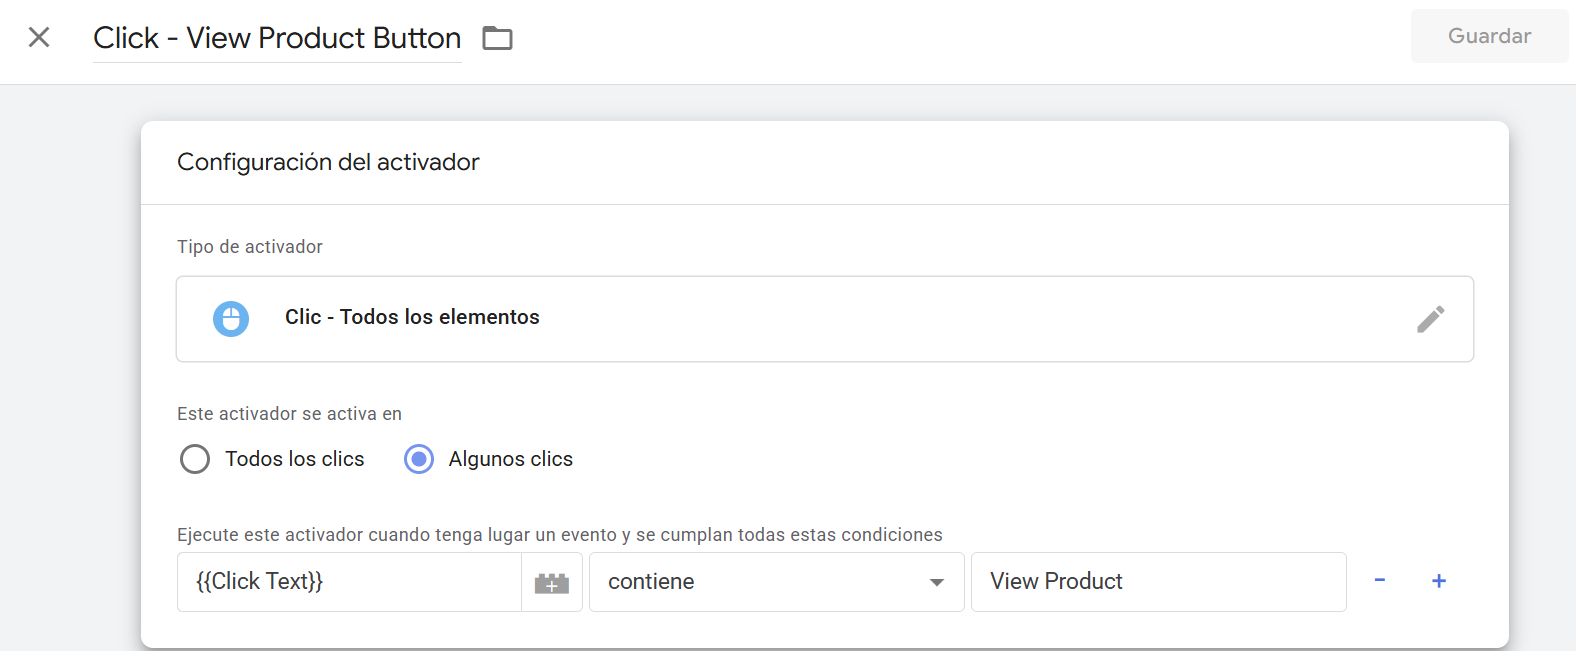 Click - View Product Button
Guardar
Configuración del activador
Tipo de activador
Clic - Todos los elementos
Este activador se activa en
Todos los clics
Algunos clics
Ejecute este activador cuando tenga lugar un evento y se cumplan todas estas condiciones
{{Click Text}}
contiene
View Product
- +